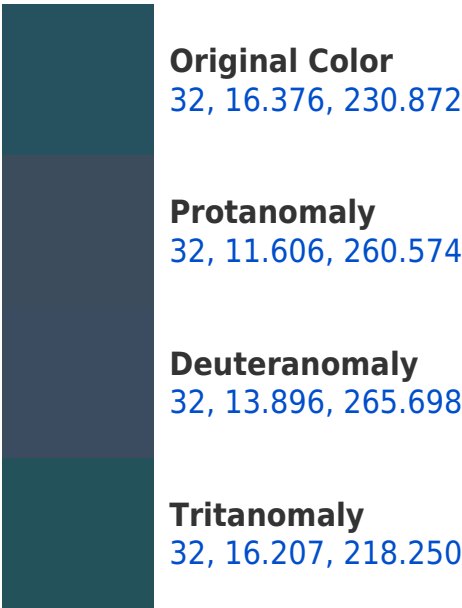 Original Color
32, 16.376, 230.872
Protanomaly
32, 11.606, 260.574
Deuteranomaly
32, 13.896, 265.698
Tritanomaly
32, 16.207, 218.250